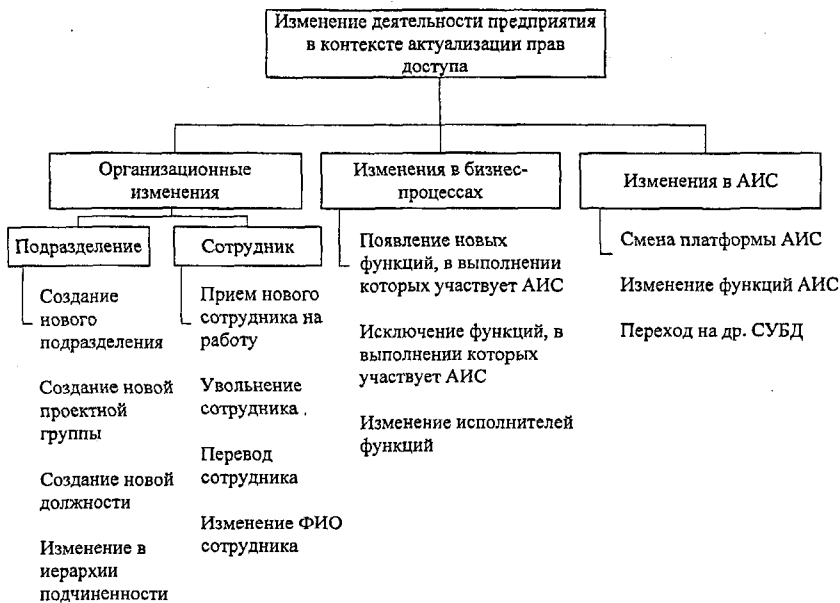 Изменение деятельности предприятия
в контексте актуализации прав
доступа
Организационные
изменения
Подразделение
Создание
нового
подразделения
Создание новой
проектной
группы
Создание новой
должности
Изменение в
иерархии
подчиненности
Сотрудник
Прием нового
сотрудника на
работу
Увольнение
сотрудника
Перевод
сотрудника
Изменение ФИО
сотрудника
Изменения в бизнес-
процессах
Появление новых
функций, в выполнении
которых участвует АИС
Исключение функций, в
выполнении которых
участвует АИС
Изменение исполнителей
функций
Изменения в АИС
Смена платформы АИС
Изменение функций АИС
Переход на др. СУБД